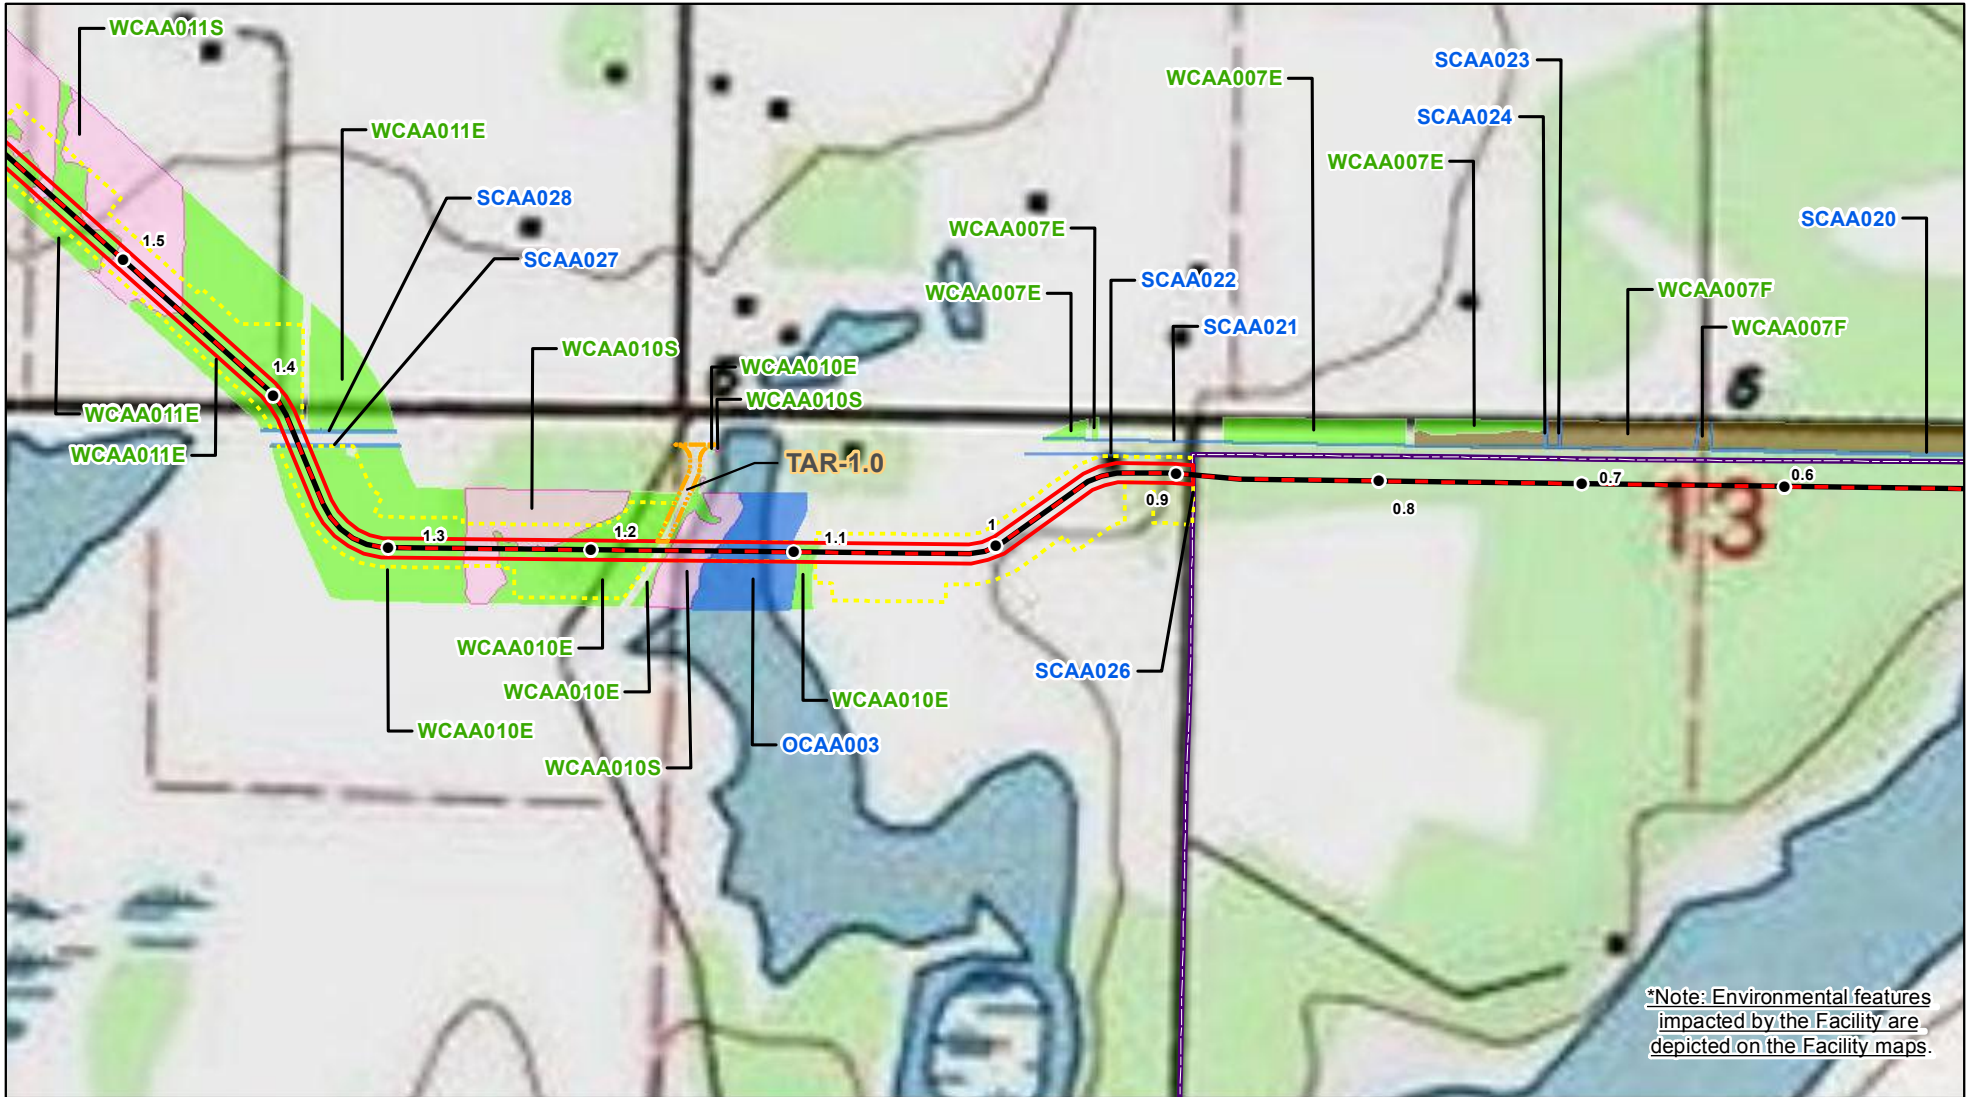 WCAA011S
SCAA023
WCAA007E
SCAA024
WCAA011E
WCAA007E
SCAA028
SCAA020
WCAA007E
1.5
SCAA027
SCAA022
WCAA007E
WCAA007F
SCAA021
WCAA007F
WCAA010S
1.4
WCAA010E
6
WCAA010S
WCAA011E
WCAA011E
TAR-1.0
0.6
0.7
0.9
0.8
13
1
1.3
1.2
1.1
WCAA010E
SCAA026
WCAA010E
WCAA010E
WCAA010E
OCAA003
WCAA010S
*Note: Environmental features
impacted by the Facility are
depicted on the Facility maps.